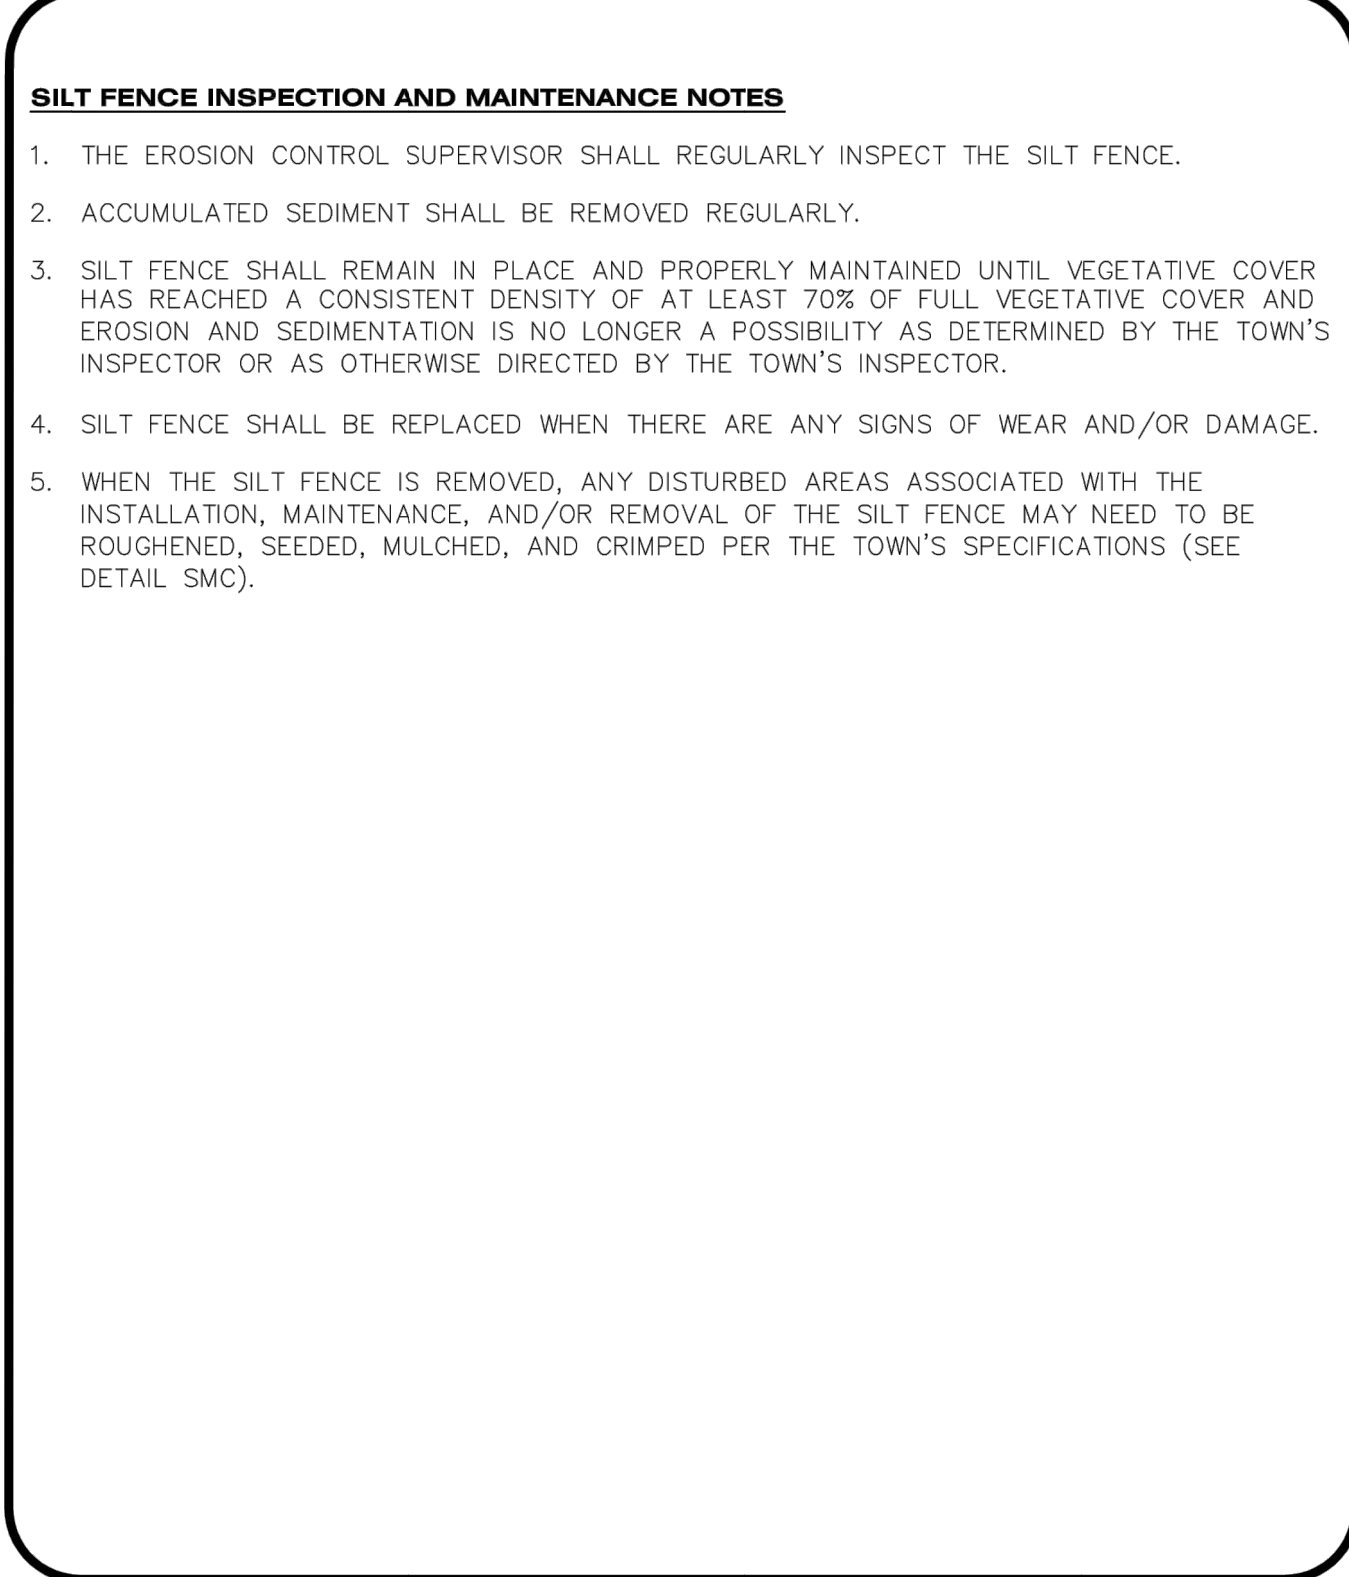 SILT FENCE INSPECTION AND MAINTENANCE NOTES
1. THE EROSION CONTROL SUPERVISOR SHALL REGULARLY INSPECT THE SILT FENCE.
2. ACCUMULATED SEDIMENT SHALL BE REMOVED REGULARLY.
3. SILT FENCE SHALL REMAIN IN PLACE AND PROPERLY MAINTAINED UNTIL VEGETATIVE COVER
HAS REACHED A CONSISTENT DENSITY OF AT LEAST 70% OF FULL VEGETATIVE COVER AND
EROSION AND SEDIMENTATION IS NO LONGER A POSSIBILITY AS DETERMINED BY THE TOWN'S
INSPECTOR OR AS OTHERWISE DIRECTED BY THE TOWN'S INSPECTOR.
4. SILT FENCE SHALL BE REPLACED WHEN THERE ARE ANY SIGNS OF WEAR AND/OR DAMAGE.
5. WHEN THE SILT FENCE IS REMOVED, ANY DISTURBED AREAS ASSOCIATED WITH THE
INSTALLATION, MAINTENANCE, AND/OR REMOVAL OF THE SILT FENCE MAY NEED TO BE
ROUGHENED, SEEDED, MULCHED, AND CRIMPED PER THE TOWN'S SPECIFICATIONS (SEE
DETAIL SMC).